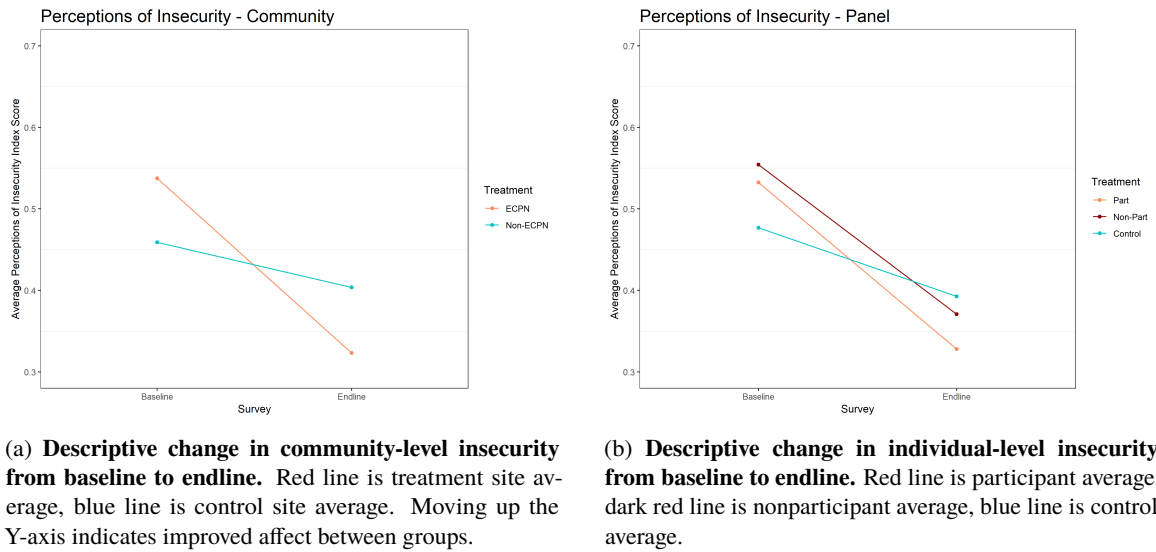 Perceptions of Insecurity - Community
Average Perceptions of Insecurity Index Score
0.7
0.6
0.5
0.4
0.3
Baseline
Endline
Survey
Treatment
ECPN
Non-ECPN
(a) Descriptive change in community-level insecurity
from baseline to endline. Red line is treatment site av-
erage, blue line is control site average. Moving up the
Y-axis indicates improved affect between groups.
Perceptions of Insecurity - Panel
Average Perceptions of Insecurity Index Score
0.7
0.6
0.5
0.4
0.3
Baseline
Endline
Survey
Treatment
Part
Non-Part
Control
(b) Descriptive change in individual-level insecurity
from baseline to endline. Red line is participant average
dark red line is nonparticipant average, blue line is control
average.